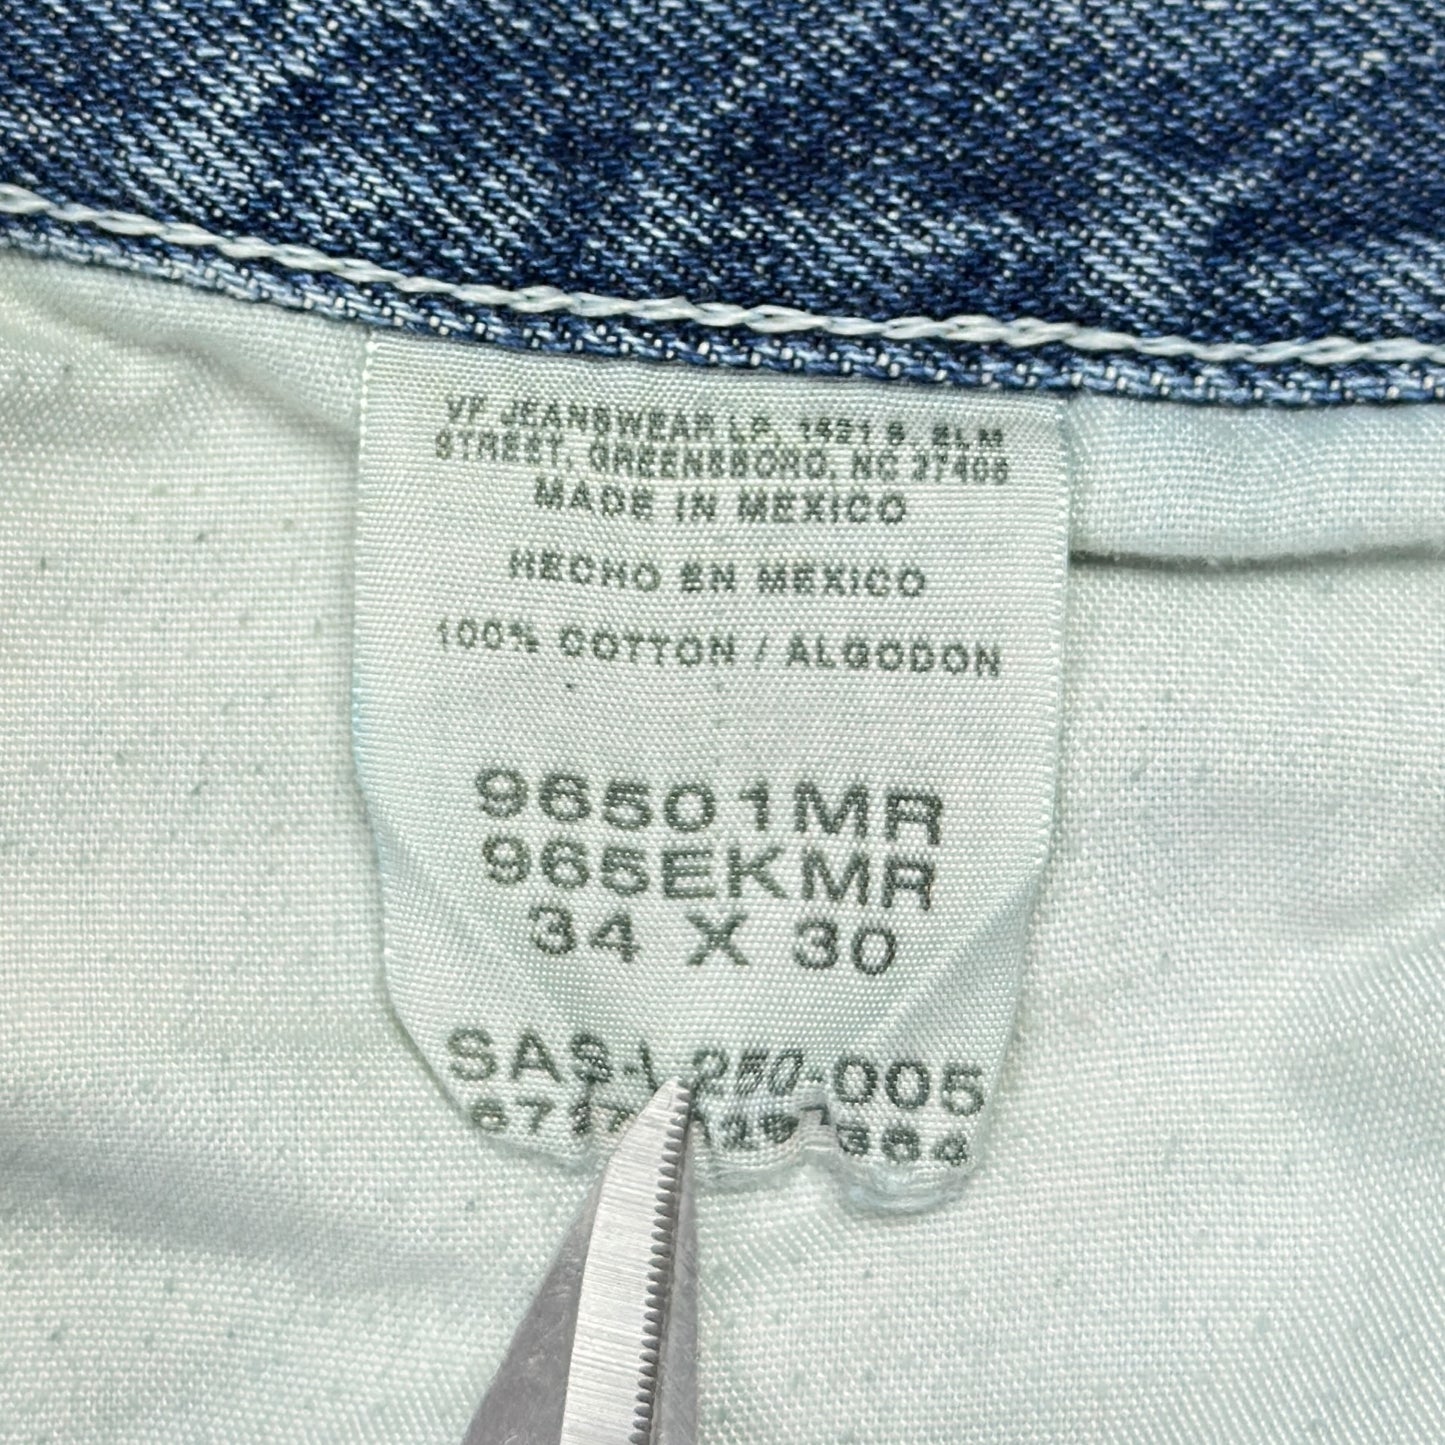 VF JEANSWEAR LP, 1421 S. ELM
STREET, GREENSBORO, NC 27406
MADE IN MEXICO
HECHO EN MEXICO
100% COTTON / ALGODON
96501MR
965EKMR
34 X 30
SAS-L250-005